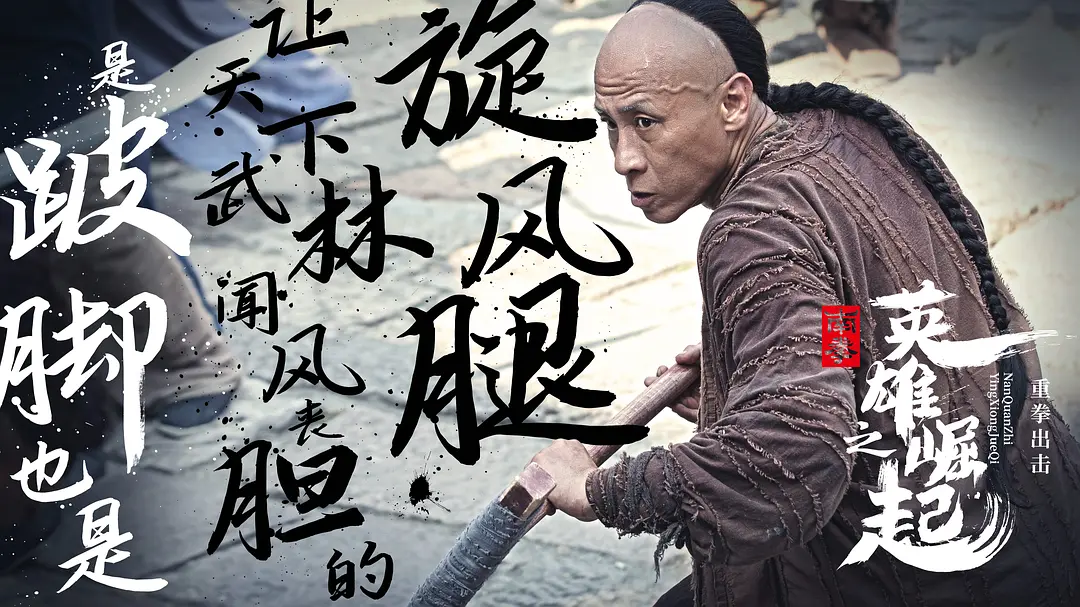 是跛脚也是
让天下武林闻风丧胆的
旋风腿
南拳
之
英雄崛起
NanQuanZhi
YingXiongJueQi
重拳出击